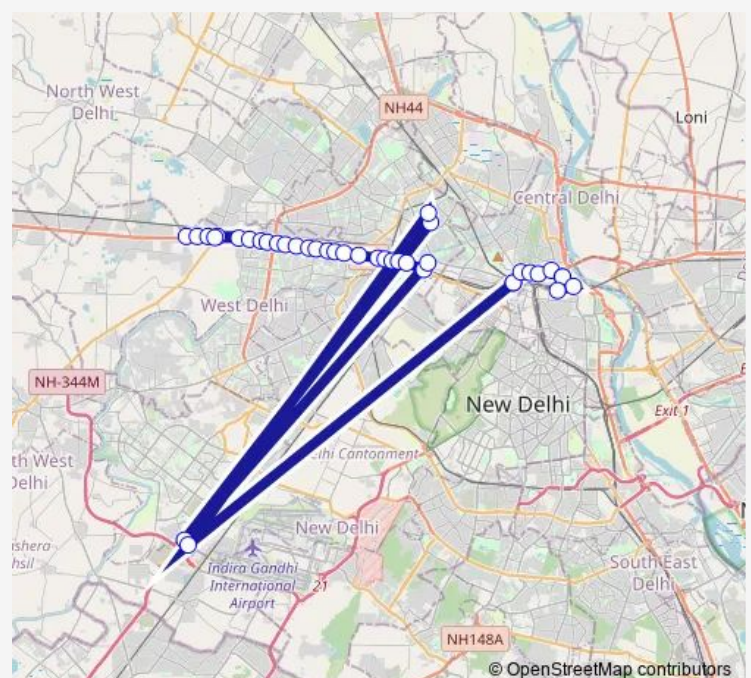 North West
Delhi
NH44
Loni
Central Delhi
West Delhi
NH-344M
New Delhi
Exit 1
Delhi Cantonment
th West
Delhi
ashera
hsil
New Delhi
Indira Gandhi
International
Airport
21
South East
Delhi
NH148A
© OpenStreetMap contributors